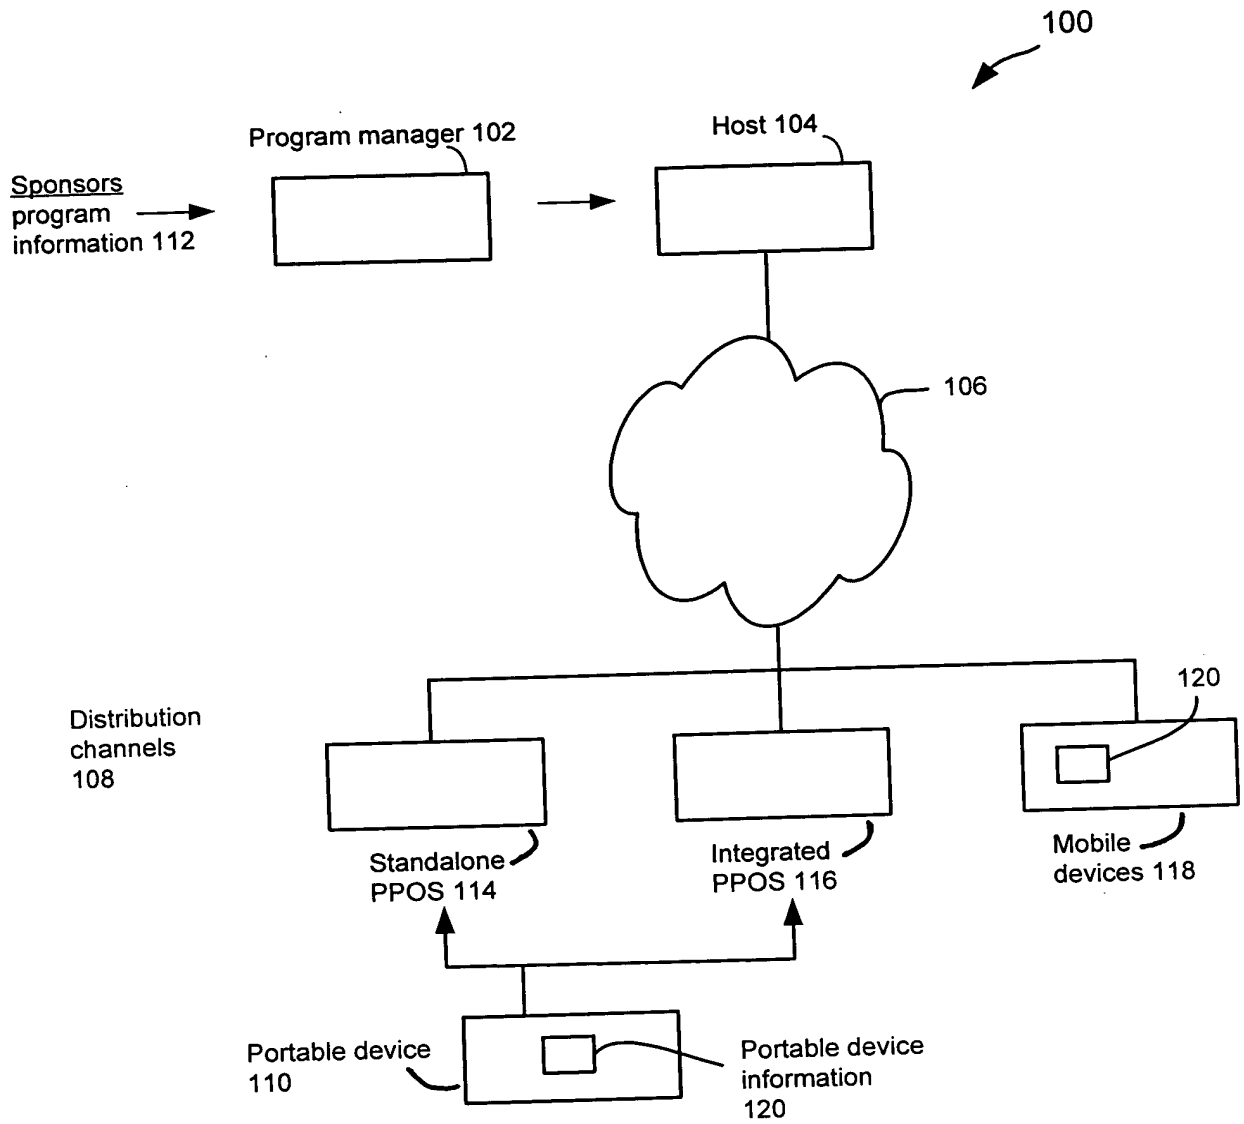 100
Program manager 102
Host 104
Sponsors
program
information 112
106
Distribution
channels
108
120
Standalone
PPOS 114
Integrated
PPOS 116
Mobile
devices 118
Portable device
110
Portable device
information
120